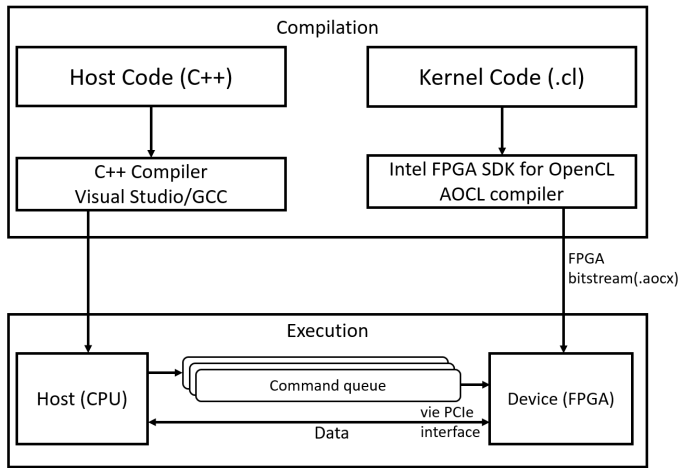 Compilation
Host Code (C++)
Kernel Code (.cl)
C++ Compiler
Visual Studio/GCC
Intel FPGA SDK for OpenCL
AOCL compiler
FPGA
bitstream(.aocx)
Execution
Host (CPU)
Command queue
Device (FPGA)
vie PCIe
interface
Data